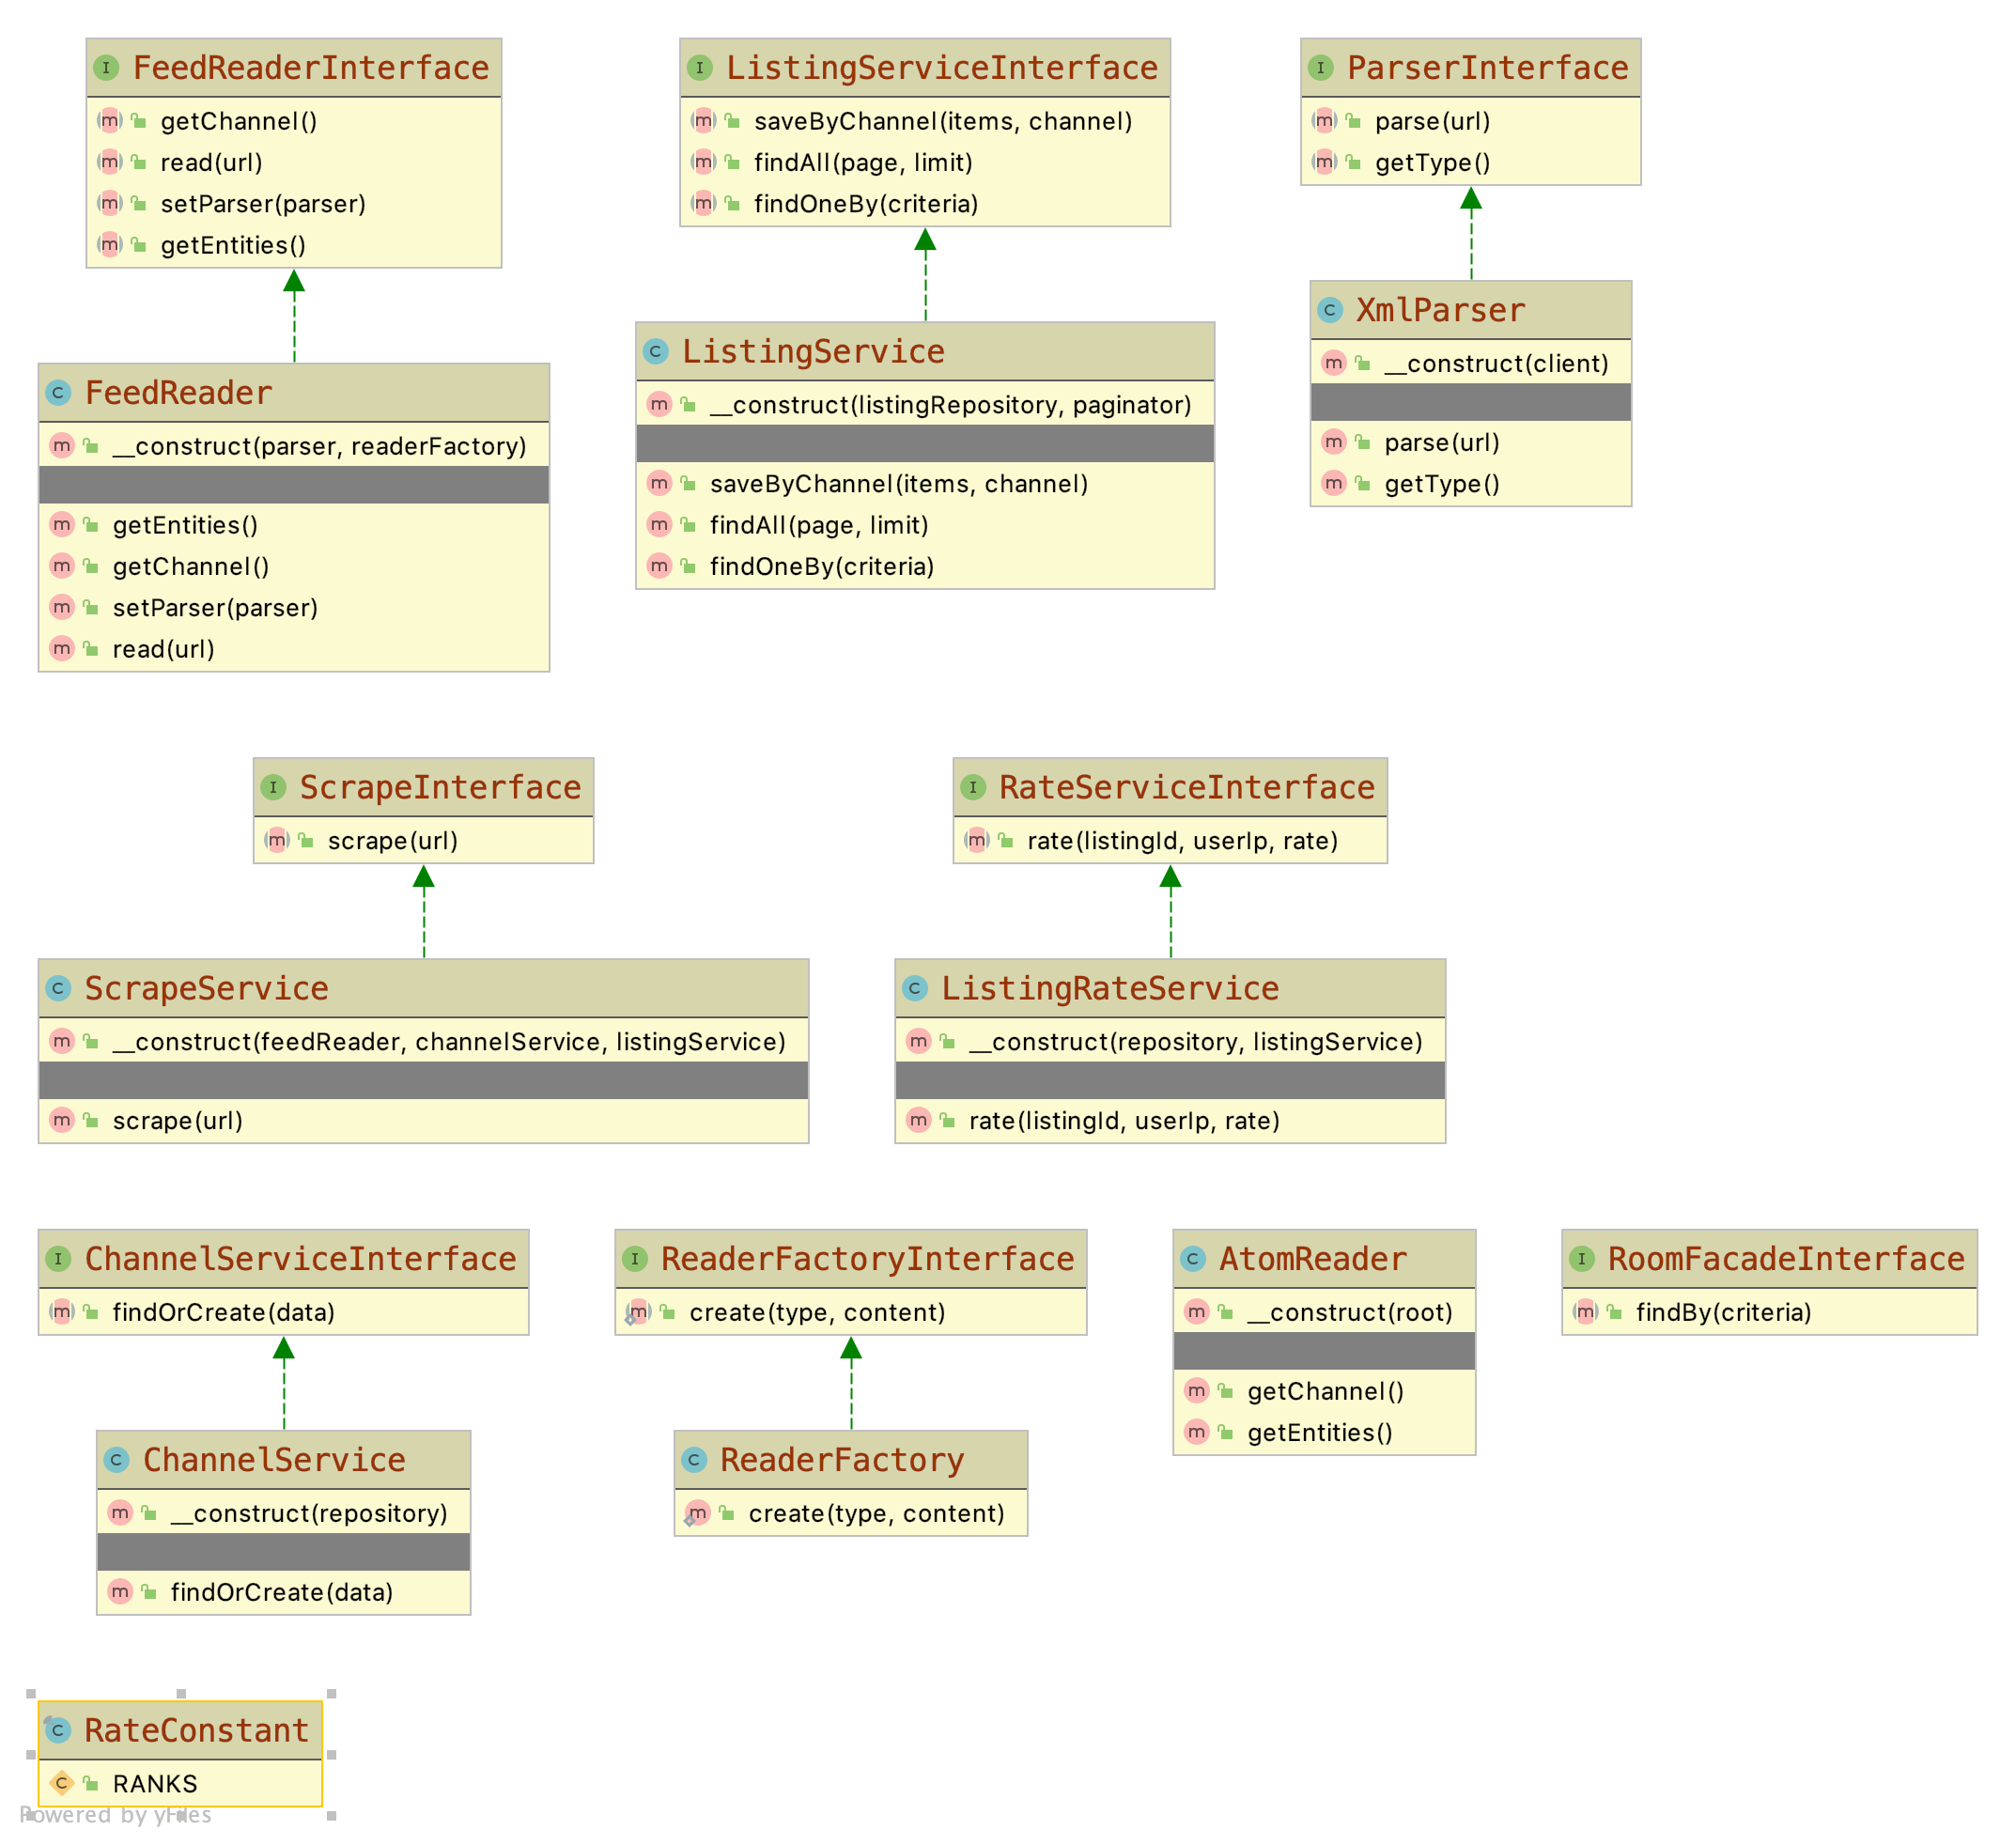 FeedReaderInterface
getChannel()
read(url)
setParser(parser)
getEntities()
ListingServiceInterface
saveByChannel(items, channel)
findAll(page, limit)
findOneBy(criteria)
ParserInterface
parse(url)
getType()
FeedReader
__construct(parser, readerFactory)
getEntities()
getChannel()
setParser(parser)
read(url)
ListingService
__construct(listingRepository, paginator)
saveByChannel(items, channel)
findAll(page, limit)
findOneBy(criteria)
XmlParser
__construct(client)
parse(url)
getType()
ScrapeInterface
scrape(url)
RateServiceInterface
rate(listingId, userIp, rate)
ScrapeService
__construct(feedReader, channelService, listingService)
scrape(url)
ListingRateService
__construct(repository, listingService)
rate(listingId, userIp, rate)
ChannelServiceInterface
findOrCreate(data)
ReaderFactoryInterface
create(type, content)
AtomReader
__construct(root)
getChannel()
getEntities()
RoomFacadeInterface
findBy(criteria)
ChannelService
__construct(repository)
findOrCreate(data)
ReaderFactory
create(type, content)
RateConstant
RANKS
Powered by yFiles